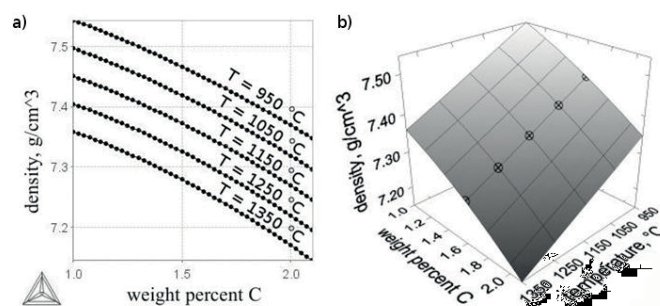 a)
density, g/cm^3
7.5
7.4
7.3
7.2
T = 950 °C
T = 1050 °C
T = 1150 °C
T = 1250 °C
T = 1350 °C
1.0
1.5
2.0
weight percent C
b)
density, g/cm^3
7.50
7.40
7.30
7.20
1.0
1.2
1.4
1.6
1.8
2.0
weight percent C
1350
1250
1150
1050
950
temperature, °C